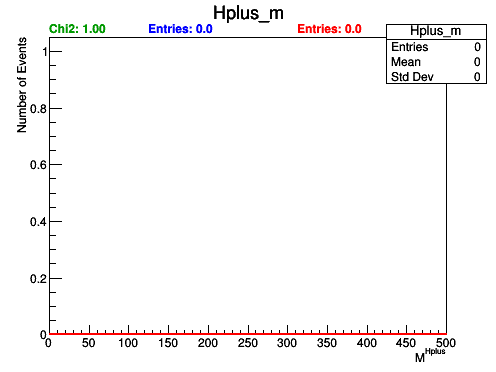 Hplus_m
Chi2: 1.00 Entries: 0.0 Entries: 0.0
Hplus_m
Entries 0
Mean 0
Std Dev 0
Number of Events
1
0.8
0.6
0.4
0.2
0
0 50 100 150 200 250 300 350 400 450 500
M^Hplus